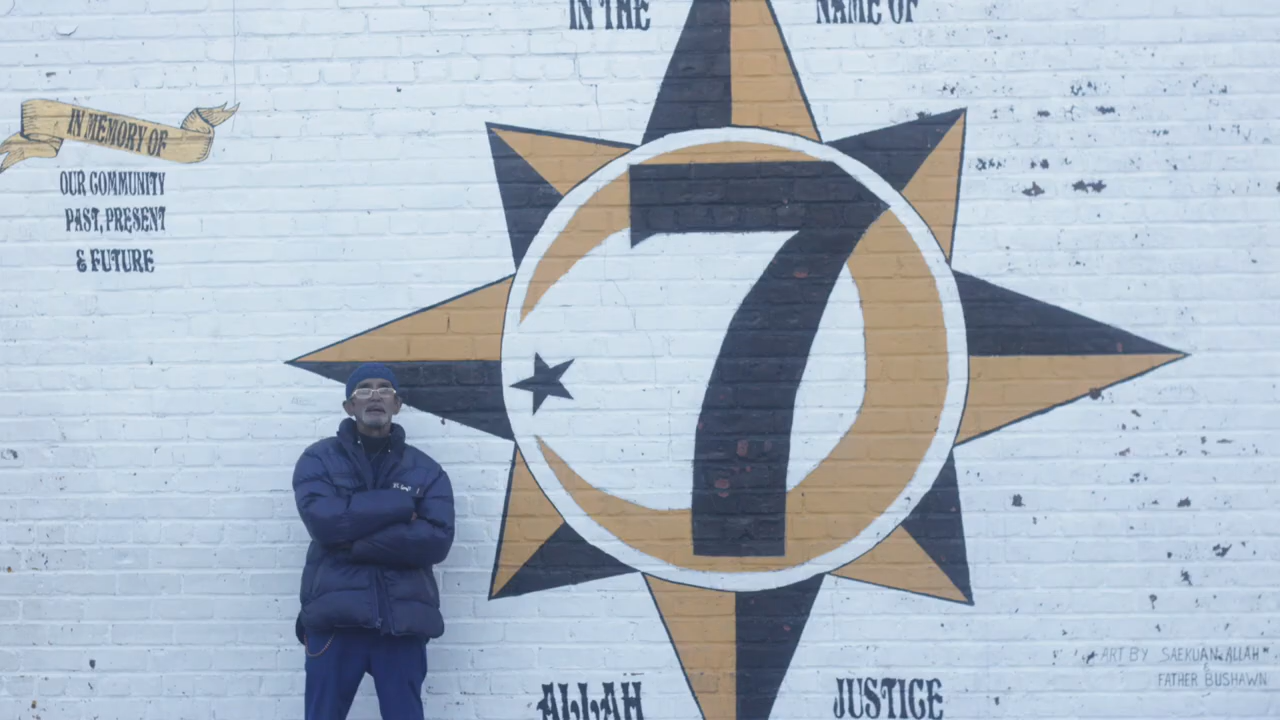 IN THE NAME OF
IN MEMORY OF
OUR COMMUNITY
PAST, PRESENT
& FUTURE
7
ALLAH JUSTICE
ART BY SAEKUAN ALLAH
&
FATHER BUSHAWN